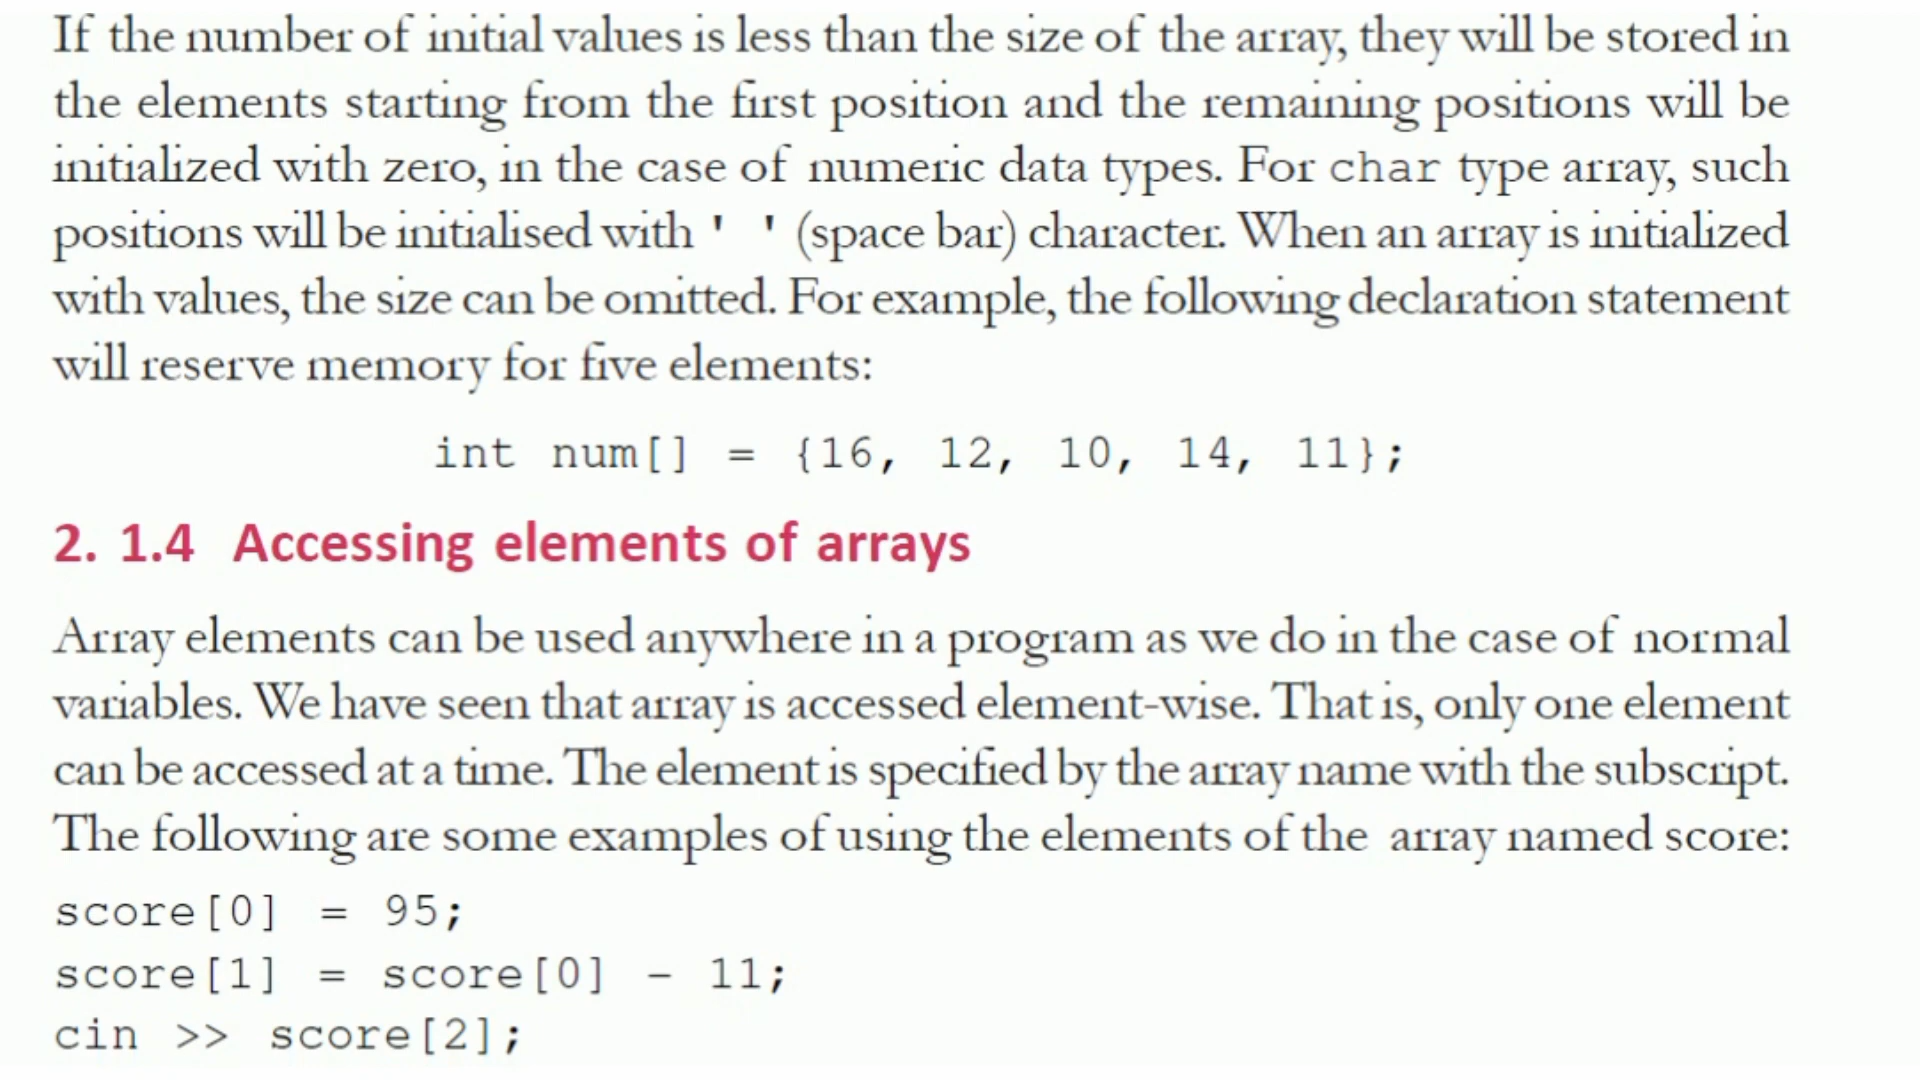 If the number of initial values is less than the size of the array, they will be stored in
the elements starting from the first position and the remaining positions will be
initialized with zero, in the case of numeric data types. For char type array, such
positions will be initialised with ' ' (space bar) character. When an array is initialized
with values, the size can be omitted. For example, the following declaration statement
will reserve memory for five elements:
int num[] = {16, 12, 10, 14, 11};
2. 1.4 Accessing elements of arrays
Array elements can be used anywhere in a program as we do in the case of normal
variables. We have seen that array is accessed element-wise. That is, only one element
can be accessed at a time. The element is specified by the array name with the subscript.
The following are some examples of using the elements of the array named score:
score[0] = 95;
score[1] = score[0] - 11;
cin >> score[2];